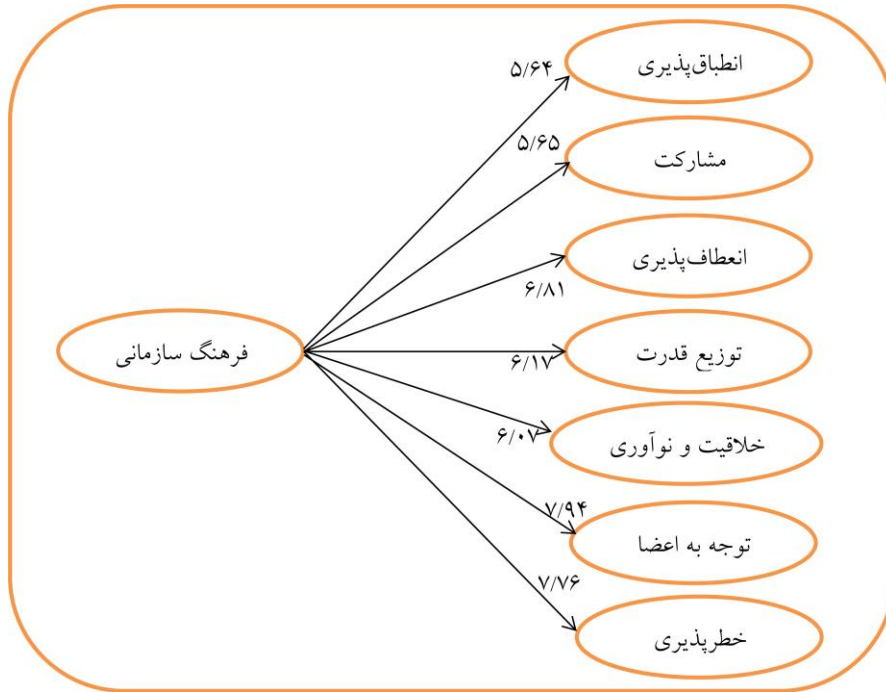 انطباق‌پذیری
۵/۶۴
مشارکت
۵/۶۵
انعطاف‌پذیری
۶/۸۱
فرهنگ سازمانی
توزیع قدرت
۶/۱۷
خلاقیت و نوآوری
۶/۰۷
توجه به اعضا
۷/۹۴
خطرپذیری
۷/۷۶